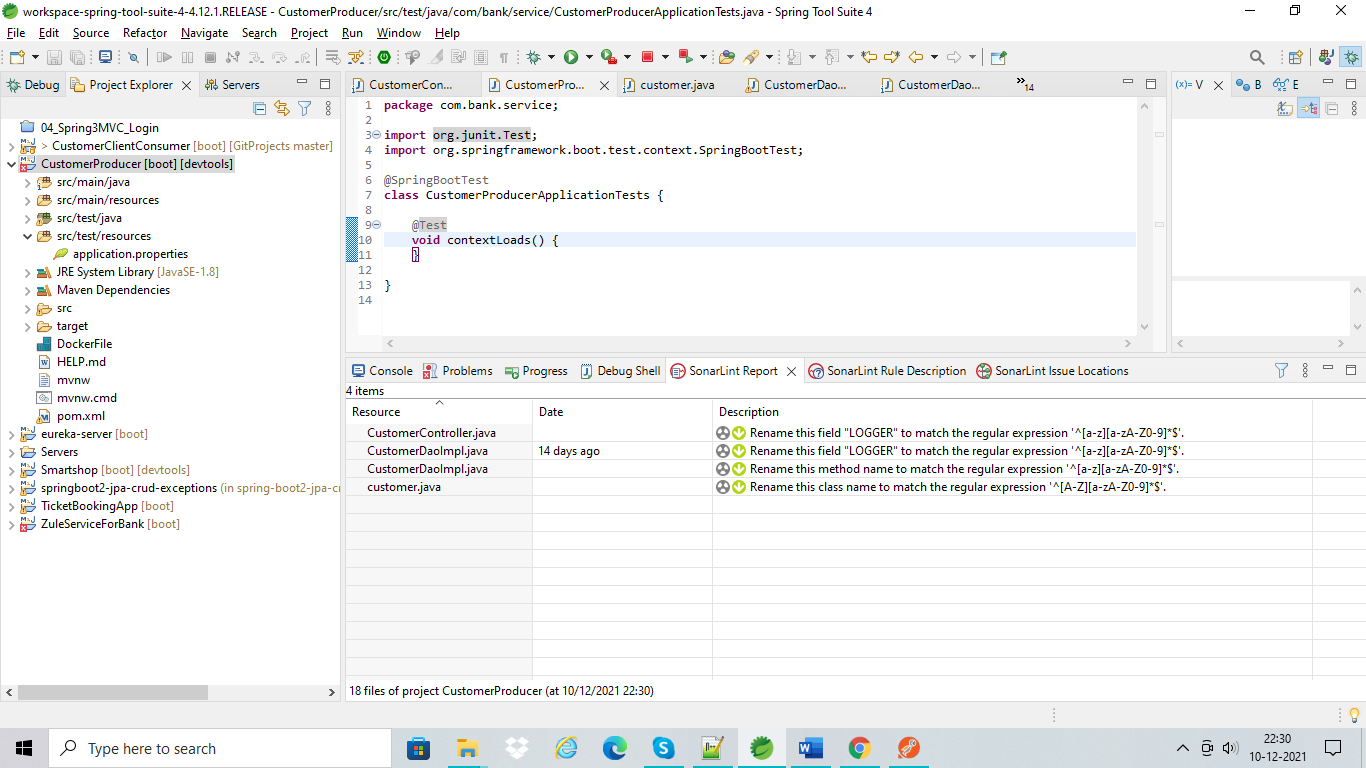 workspace-spring-tool-suite-4-4.12.1.RELEASE - CustomerProducer/src/test/java/com/bank/service/CustomerProducerApplicationTests.java - Spring Tool Suite 4
File Edit Source Refactor Navigate Search Project Run Window Help
Debug Project Explorer Servers
04_Spring3MVC_Login
> CustomerClientConsumer [boot] [GitProjects master]
CustomerProducer [boot] [devtools]
src/main/java
src/main/resources
src/test/java
src/test/resources
application.properties
JRE System Library [JavaSE-1.8]
Maven Dependencies
src
target
DockerFile
HELP.md
mvnw
mvnw.cmd
pom.xml
eureka-server [boot]
Servers
Smartshop [boot] [devtools]
springboot2-jpa-crud-exceptions (in spring-boot2-jpa-cr
TicketBookingApp [boot]
ZuleServiceForBank [boot]
CustomerCon... CustomerPro... customer.java CustomerDao... CustomerDao... »14
1 package com.bank.service;
2
3 import org.junit.Test;
4 import org.springframework.boot.test.context.SpringBootTest;
5
6 @SpringBootTest
7 class CustomerProducerApplicationTests {
8
9 @Test
10 void contextLoads() {
11 }
12
13 }
14
(x)= V B E
Console Problems Progress Debug Shell SonarLint Report SonarLint Rule Description SonarLint Issue Locations
4 items
Resource Date Description
CustomerController.java Rename this field "LOGGER" to match the regular expression '^[a-z][a-zA-Z0-9]*$'.
CustomerDaoImpl.java 14 days ago Rename this field "LOGGER" to match the regular expression '^[a-z][a-zA-Z0-9]*$'.
CustomerDaoImpl.java Rename this method name to match the regular expression '^[a-z][a-zA-Z0-9]*$'.
customer.java Rename this class name to match the regular expression '^[A-Z][a-zA-Z0-9]*$'.
18 files of project CustomerProducer (at 10/12/2021 22:30)
Type here to search
22:30
10-12-2021